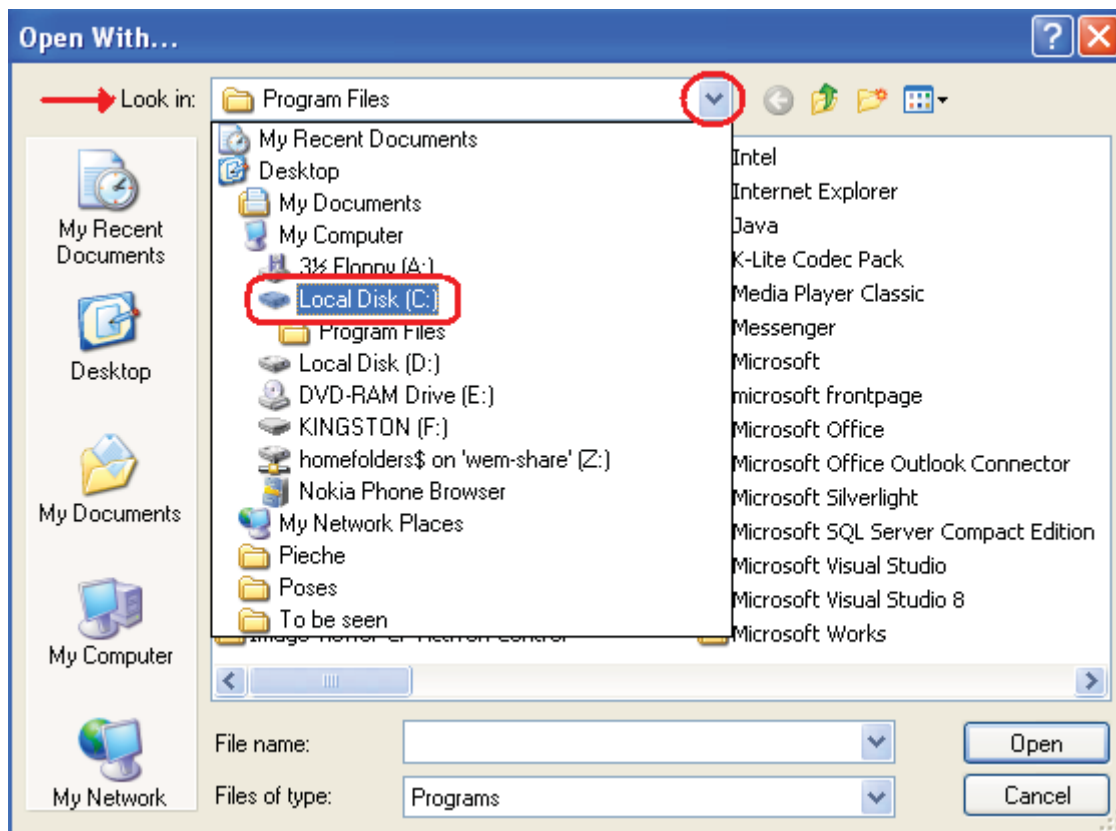 Open With...
Look in:
Program Files
My Recent Documents
Desktop
My Documents
My Computer
3½ Floppy (A:)
Local Disk (C:)
Program Files
Local Disk (D:)
DVD-RAM Drive (E:)
KINGSTON (F:)
homefolders$ on 'wem-share' (Z:)
Nokia Phone Browser
My Network Places
Pieche
Poses
To be seen
My Recent
Documents
Desktop
My Documents
My Computer
My Network
Intel
Internet Explorer
Java
K-Lite Codec Pack
Media Player Classic
Messenger
Microsoft
microsoft frontpage
Microsoft Office
Microsoft Office Outlook Connector
Microsoft Silverlight
Microsoft SQL Server Compact Edition
Microsoft Visual Studio
Microsoft Visual Studio 8
Microsoft Works
File name:
Open
Files of type:
Programs
Cancel